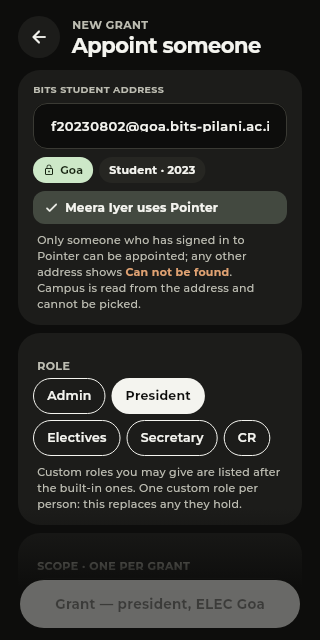 NEW GRANT
Appoint someone
BITS STUDENT ADDRESS
f20230802@goa.bits-pilani.ac.i
Goa
Student · 2023
Meera Iyer uses Pointer
Only someone who has signed in to
Pointer can be appointed; any other
address shows Can not be found.
Campus is read from the address and
cannot be picked.
ROLE
Admin
President
Electives
Secretary
CR
Custom roles you may give are listed after
the built-in ones. One custom role per
person: this replaces any they hold.
SCOPE · ONE PER GRANT
Grant — president, ELEC Goa